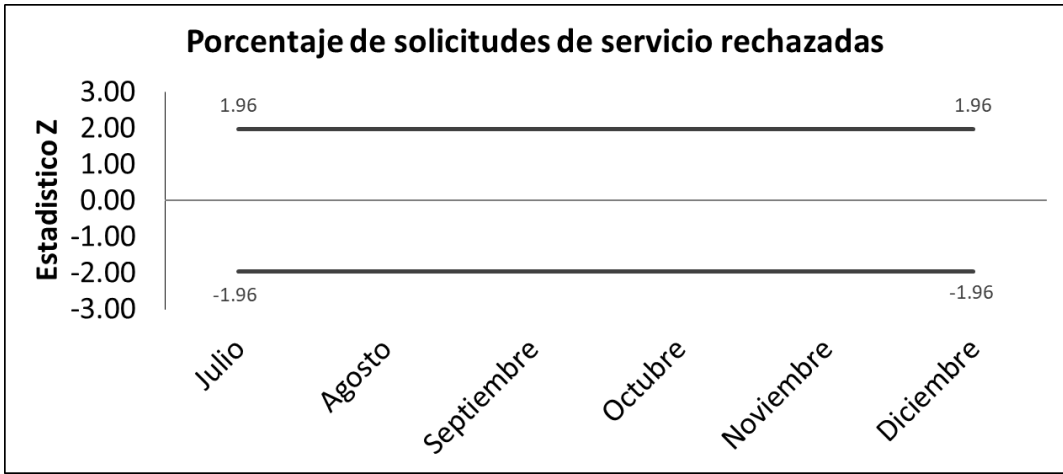 Porcentaje de solicitudes de servicio rechazadas
Estadistico Z
3.00
2.00
1.00
0.00
-1.00
-2.00
-3.00
1.96
1.96
-1.96
-1.96
Julio
Agosto
Septiembre
Octubre
Noviembre
Diciembre